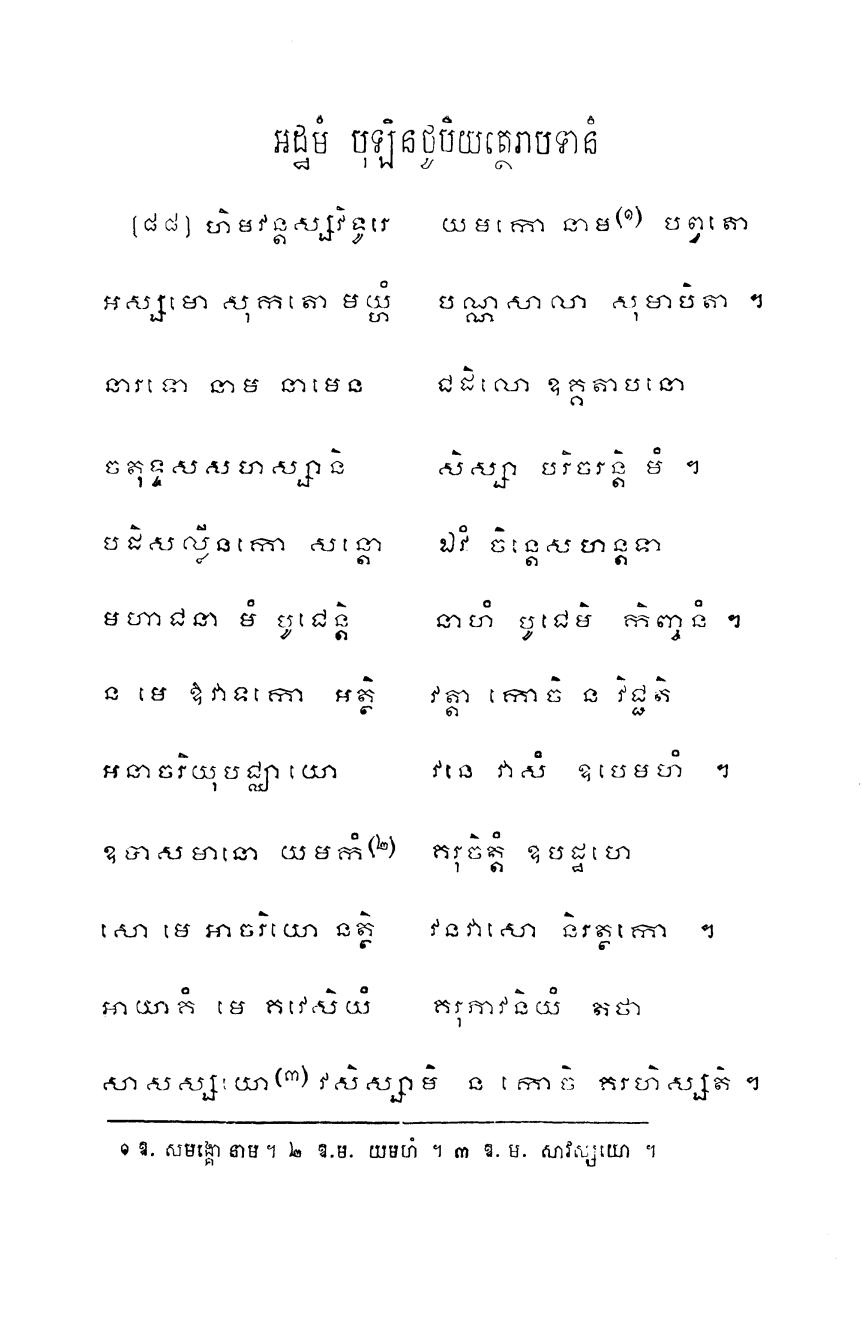 អដ្ឋមំ បុឡិនថូបិយត្ថេរាបទានំ
[៨៨] ហិមវន្តស្សវិទូរេ យមកោ នាម(១) បព្វតោ
អស្សមោ សុកតោ មយ្ហំ បណ្ណសាលា សុមាបិតា ។
នារទោ នាម នាមេន ជដិលោ ឧគ្គតាបនោ
ចតុទ្ទសសហស្សានិ សិស្សា បរិចរន្តិ មំ ។
បដិសល្លីនកោ សន្តោ ឯវំ ចិន្តេសហន្តទា
មហាជនា មំ បូជេន្តិ នាហំ បូជេមិ កិញ្ចនំ ។
ន មេ ឱវាទកោ អត្ថិ វត្តា កោចិ ន វិជ្ជតិ
អនាចរិយុបជ្ឈាយោ វនេ វាសំ ឧបេមហំ ។
ឧបាសមានោ យមកំ(២) គរុចិត្តំ ឧបដ្ឋហេ
សោ មេ អាចរិយោ នត្ថិ វនវាសោ និរត្ថកោ ។
អាយាគំ មេ គវេសិយំ គរុភាវនិយំ តថា
សាសស្សយោ(៣) វសិស្សាមិ ន កោចិ គរហិស្សតិ ។
១ ឧ. សមង្គោ នាម ។ ២ ឧ.ម. យមហំ ។ ៣ ឧ. ម. សាវស្សយោ ។